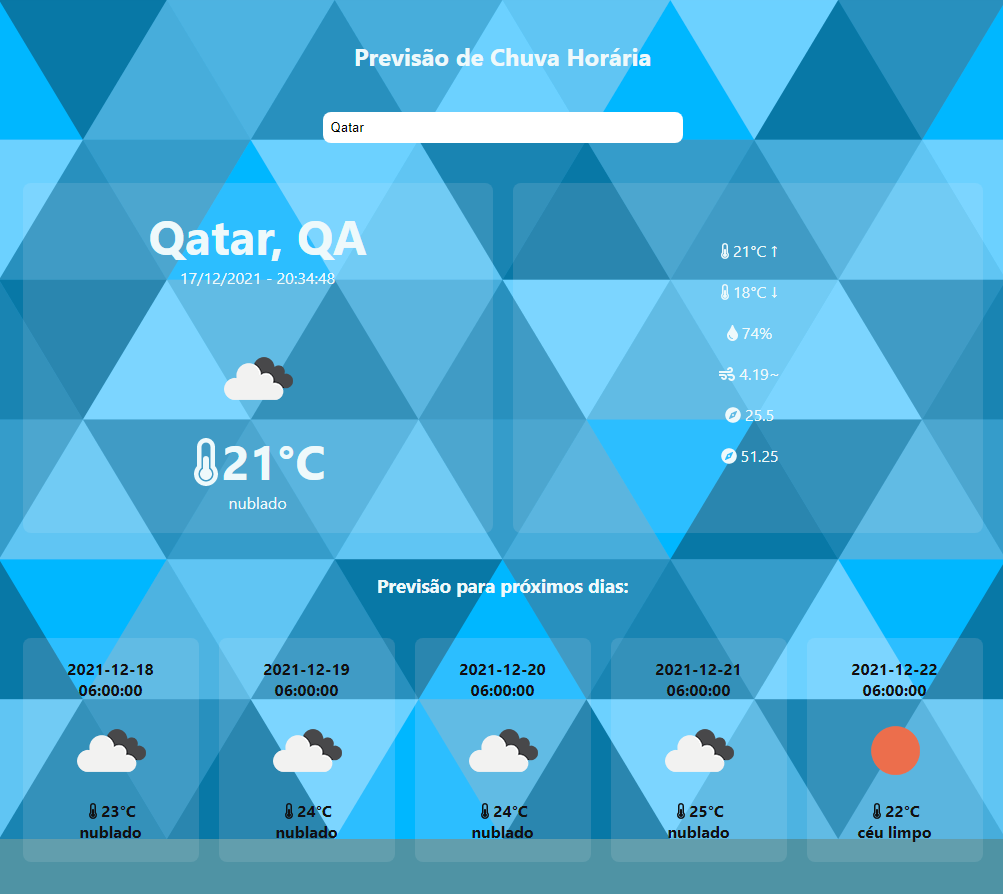 Previsão de Chuva Horária
Qatar
Qatar, QA
17/12/2021 - 20:34:48
21°C
nublado
21°C ↑
18°C ↓
74%
4.19~
25.5
51.25
Previsão para próximos dias:
2021-12-18
06:00:00
23°C
nublado
2021-12-19
06:00:00
24°C
nublado
2021-12-20
06:00:00
24°C
nublado
2021-12-21
06:00:00
25°C
nublado
2021-12-22
06:00:00
22°C
céu limpo